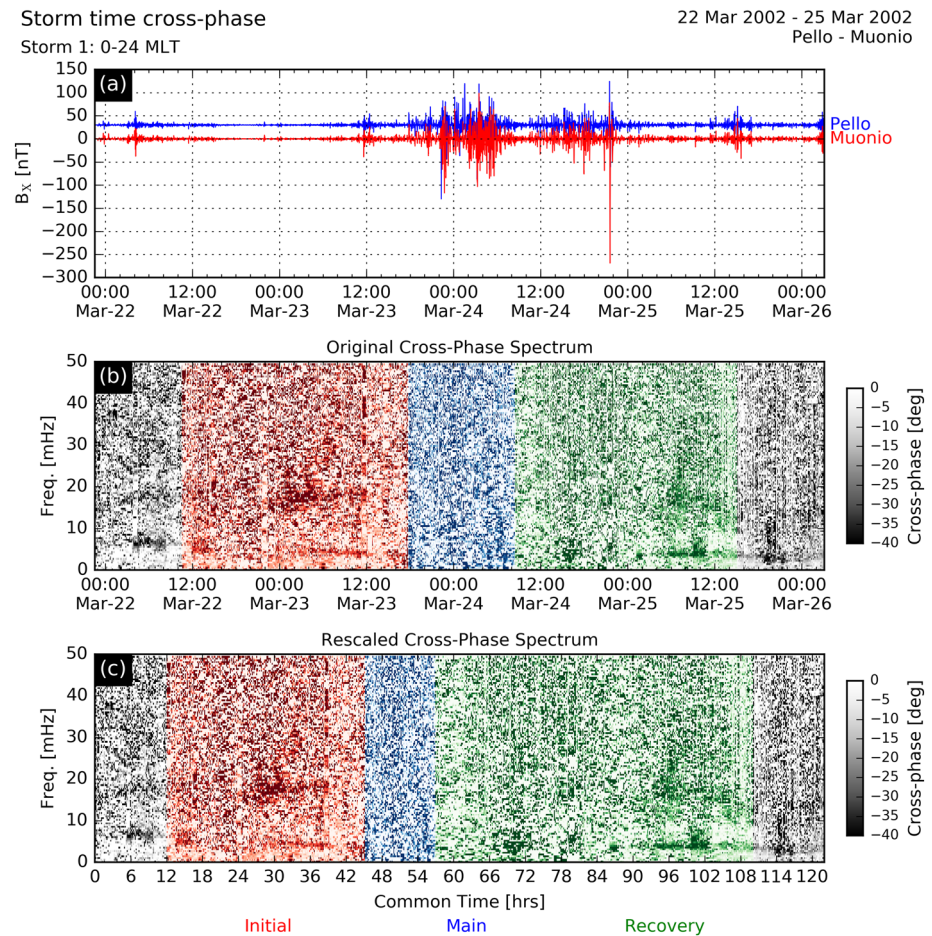 Storm time cross-phase
22 Mar 2002 - 25 Mar 2002
Storm 1: 0-24 MLT
Pello - Muonio
(a)
150
100
50
0
−50
−100
−150
−200
−250
−300
B_X [nT]
Pello
Muonio
00:00 12:00 00:00 12:00 00:00 12:00 00:00 12:00 00:00
Mar-22 Mar-22 Mar-23 Mar-23 Mar-24 Mar-24 Mar-25 Mar-25 Mar-26
Original Cross-Phase Spectrum
(b)
50
40
30
20
10
0
Freq. [mHz]
00:00 12:00 00:00 12:00 00:00 12:00 00:00 12:00 00:00
Mar-22 Mar-22 Mar-23 Mar-23 Mar-24 Mar-24 Mar-25 Mar-25 Mar-26
0
−5
−10
−15
−20
−25
−30
−35
−40
Cross-phase [deg]
Rescaled Cross-Phase Spectrum
(c)
50
40
30
20
10
0
Freq. [mHz]
0 6 12 18 24 30 36 42 48 54 60 66 72 78 84 90 96 102 108 114 120
Common Time [hrs]
0
−5
−10
−15
−20
−25
−30
−35
−40
Cross-phase [deg]
Initial Main Recovery